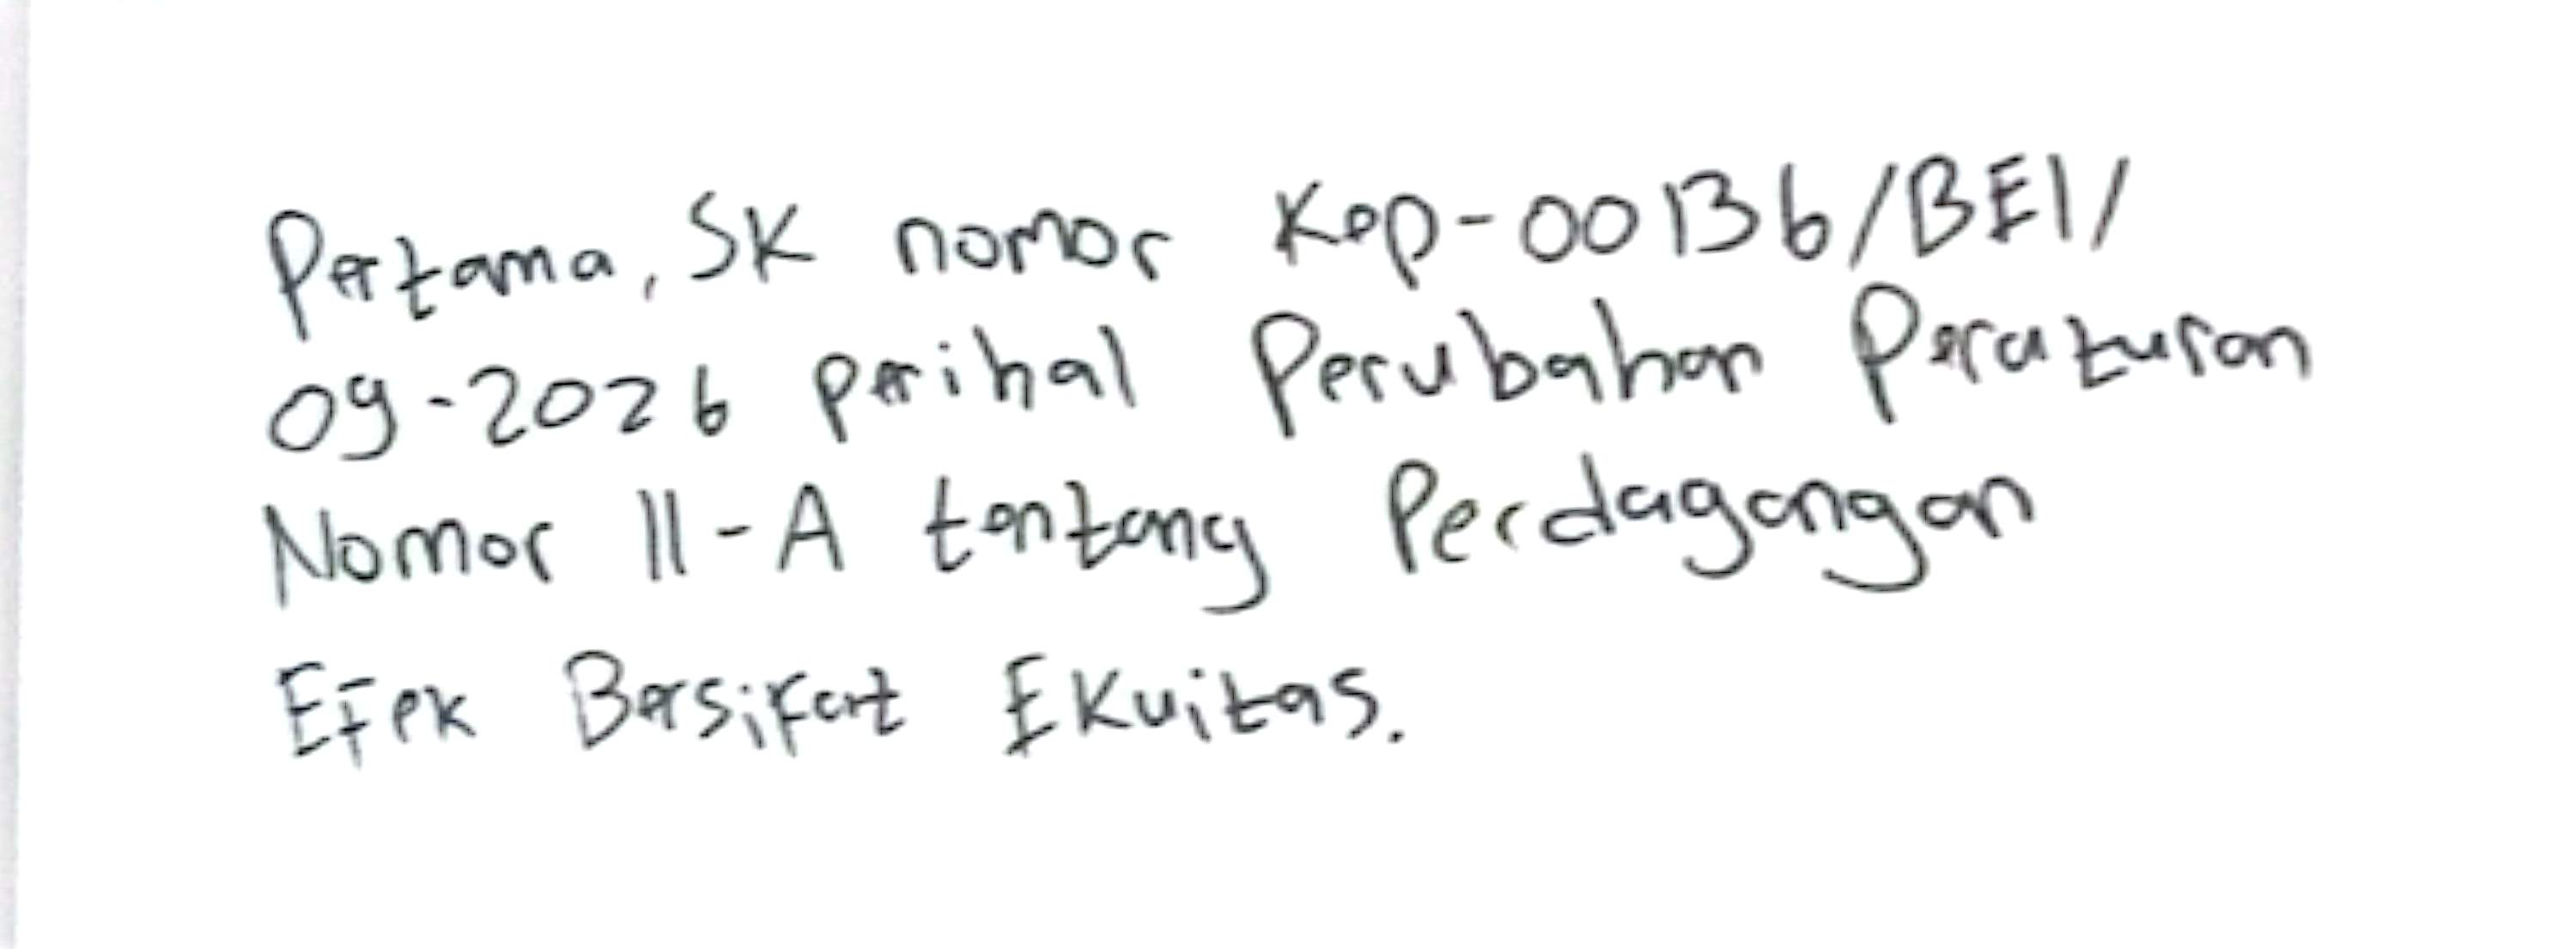 Pertama, SK nomor Kep-00136/BEI/
09-2026 perihal Perubahan Peraturan
Nomor II-A tentang Perdagangan
Efek Bersifat Ekuitas.